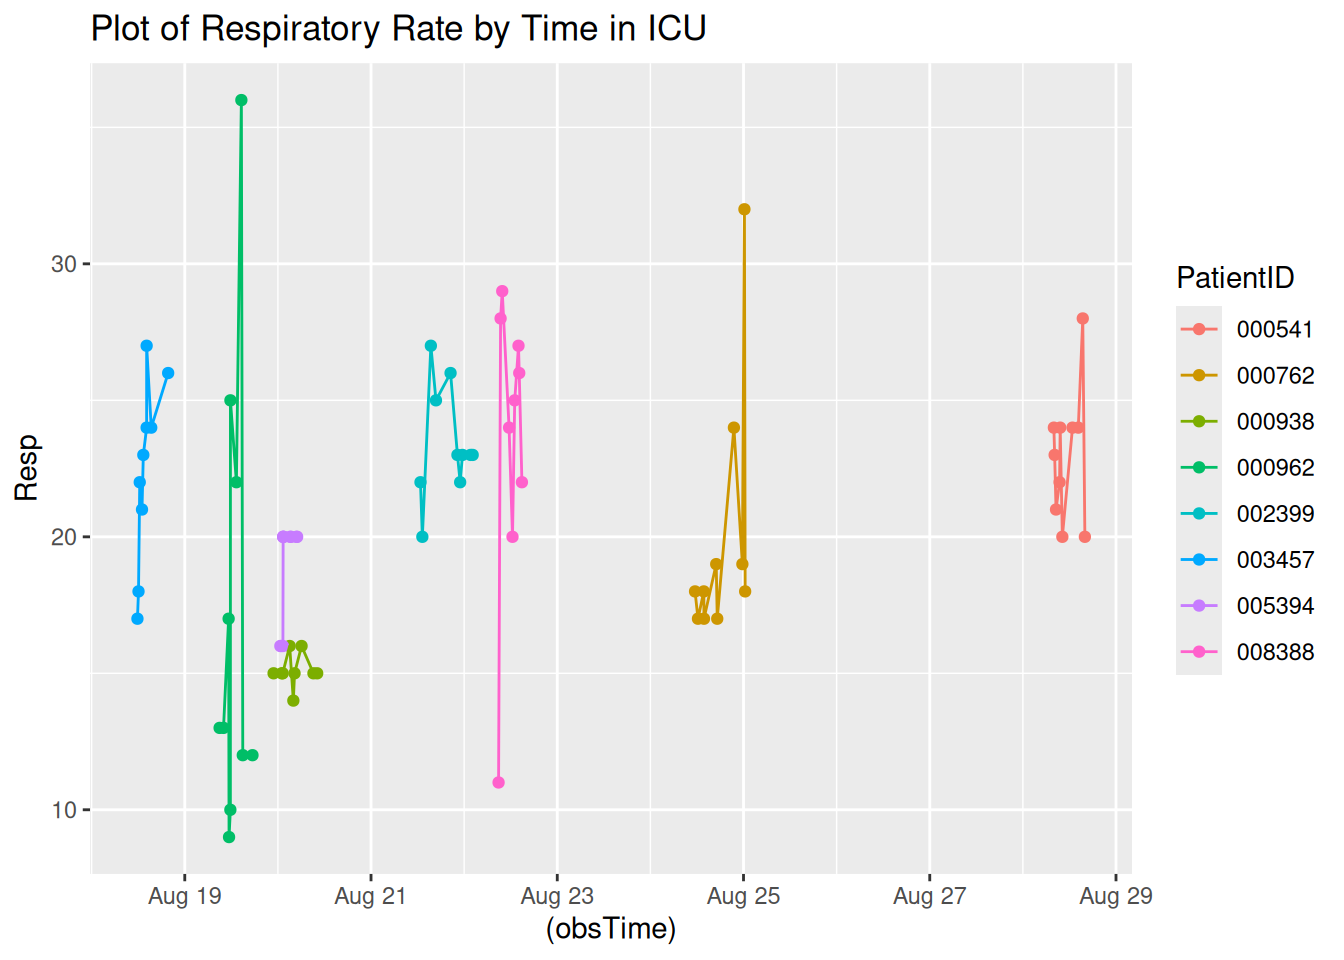 Plot of Respiratory Rate by Time in ICU
Resp
30
20
10
Aug 19 Aug 21 Aug 23 Aug 25 Aug 27 Aug 29
(obsTime)
PatientID
000541
000762
000938
000962
002399
003457
005394
008388